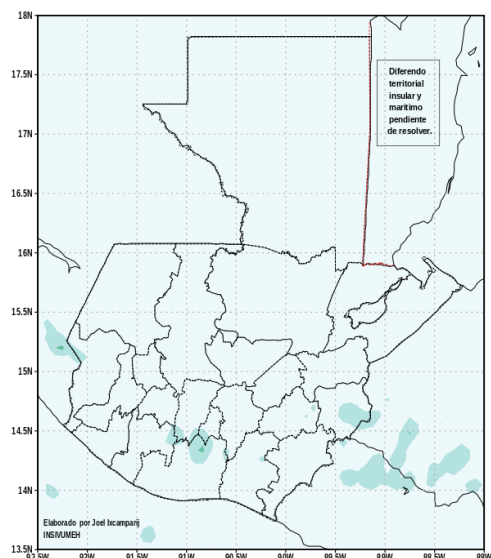 18N
17.5N
17N
16.5N
16N
15.5N
15N
14.5N
14N
13.5N
Diferendo
territorial
insular y
marítimo
pendiente
de resolver.
Elaborado por Joel Ixcamparij
INSIVUMEH
92.5W 92W 91.5W 91W 90.5W 90W 89.5W 89W 88.5W 88W